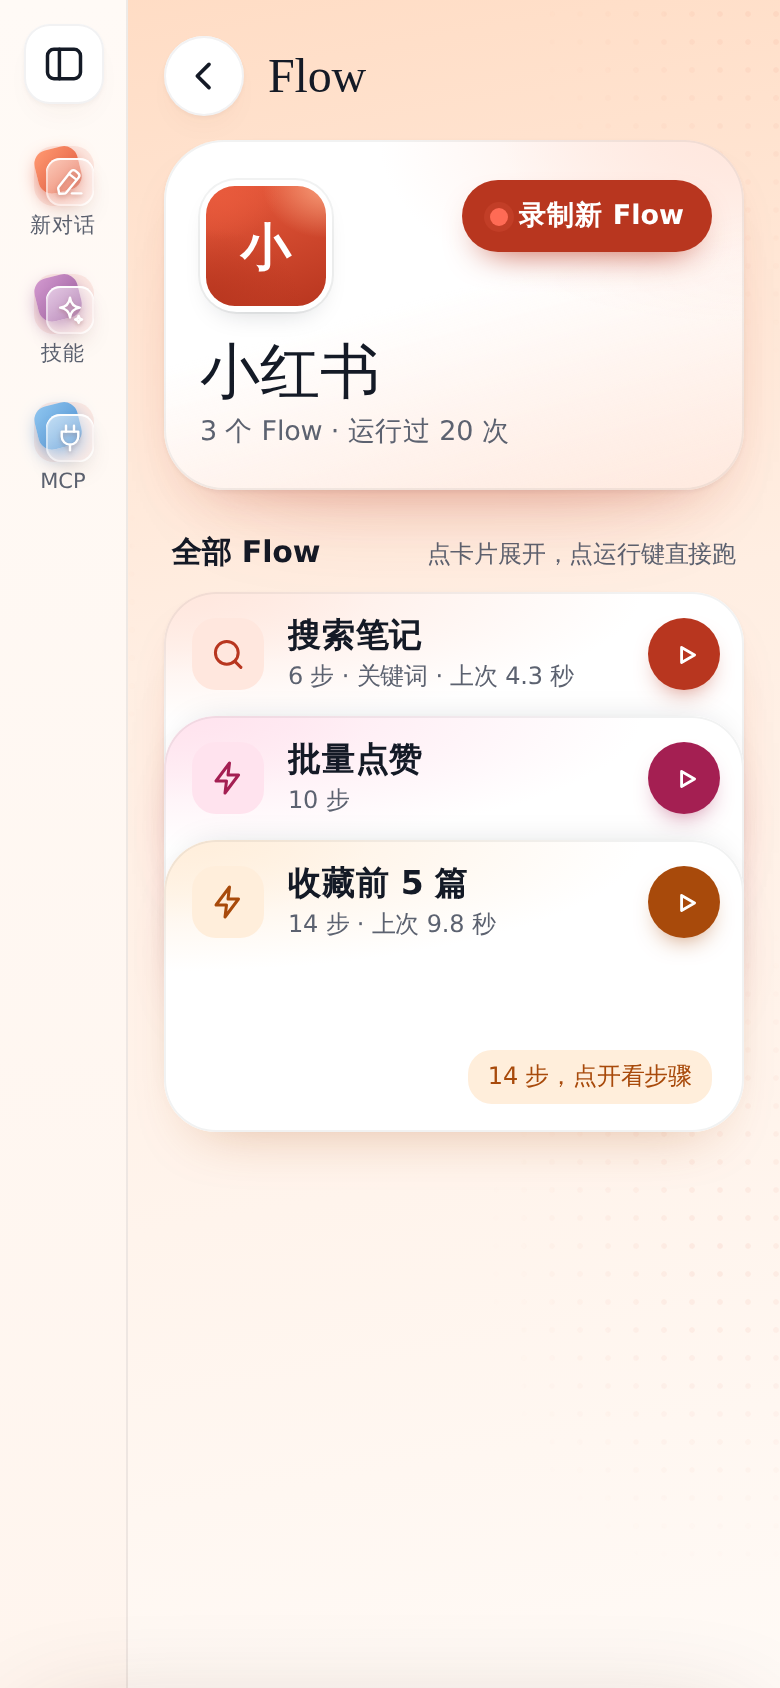 Flow
新对话
技能
MCP
小
录制新 Flow
小红书
3 个 Flow · 运行过 20 次
全部 Flow
点卡片展开，点运行键直接跑
搜索笔记
6 步 · 关键词 · 上次 4.3 秒
批量点赞
10 步
收藏前 5 篇
14 步 · 上次 9.8 秒
14 步，点开看步骤